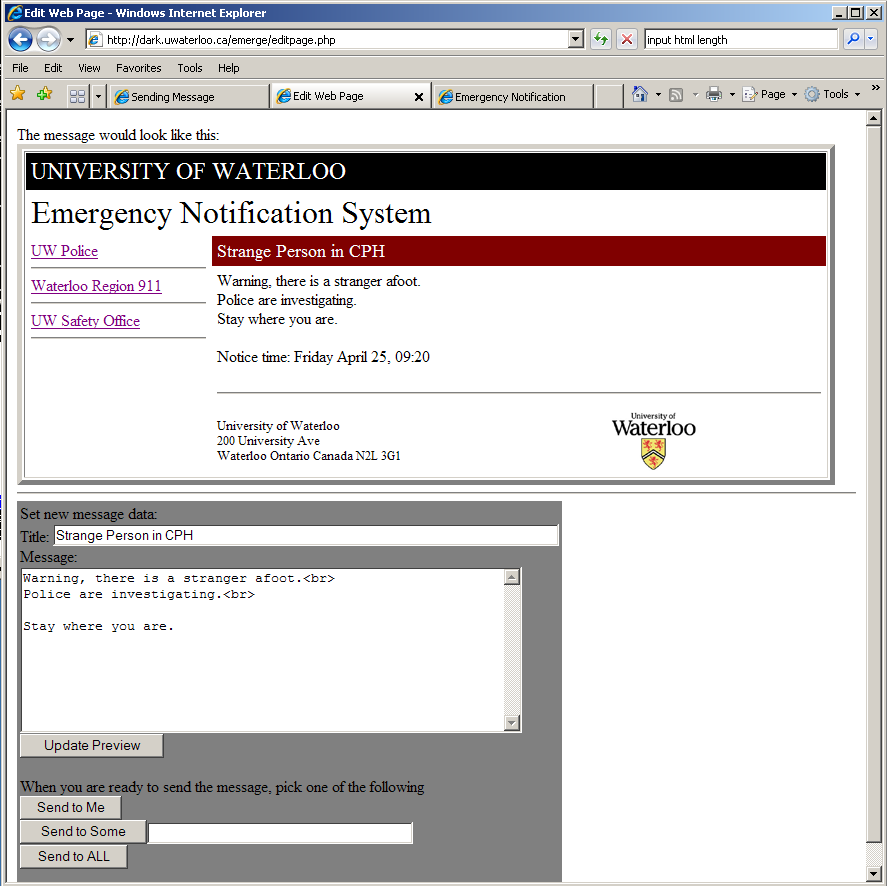 Edit Web Page - Windows Internet Explorer
http://dark.uwaterloo.ca/emerge/editpage.php
input html length
File Edit View Favorites Tools Help
Sending Message Edit Web Page Emergency Notification Page Tools »
The message would look like this:
UNIVERSITY OF WATERLOO
Emergency Notification System
UW Police
Waterloo Region 911
UW Safety Office
Strange Person in CPH
Warning, there is a stranger afoot.
Police are investigating.
Stay where you are.
Notice time: Friday April 25, 09:20
University of Waterloo
200 University Ave
Waterloo Ontario Canada N2L 3G1
University of
Waterloo
Set new message data:
Title: Strange Person in CPH
Message:
Warning, there is a stranger afoot.<br>
Police are investigating.<br>
Stay where you are.
Update Preview
When you are ready to send the message, pick one of the following
Send to Me
Send to Some
Send to ALL